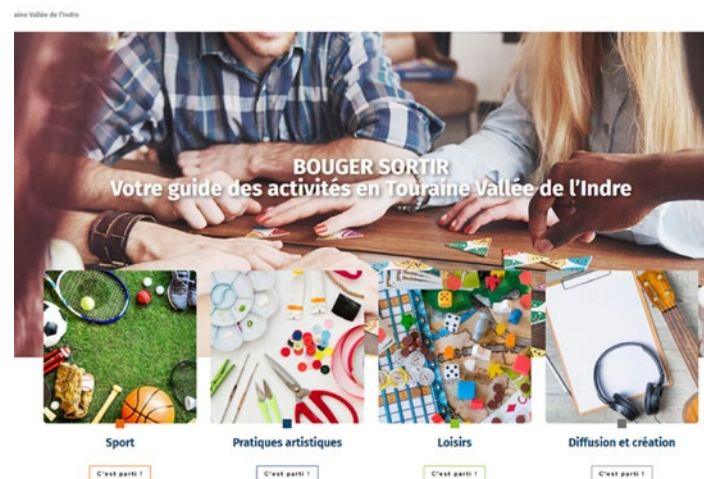 aine Vallée de l'Indre
BOUGER SORTIR
Votre guide des activités en Touraine Vallée de l'Indre
Sport
Pratiques artistiques
Loisirs
Diffusion et création
C'est parti !
C'est parti !
C'est parti !
C'est parti !